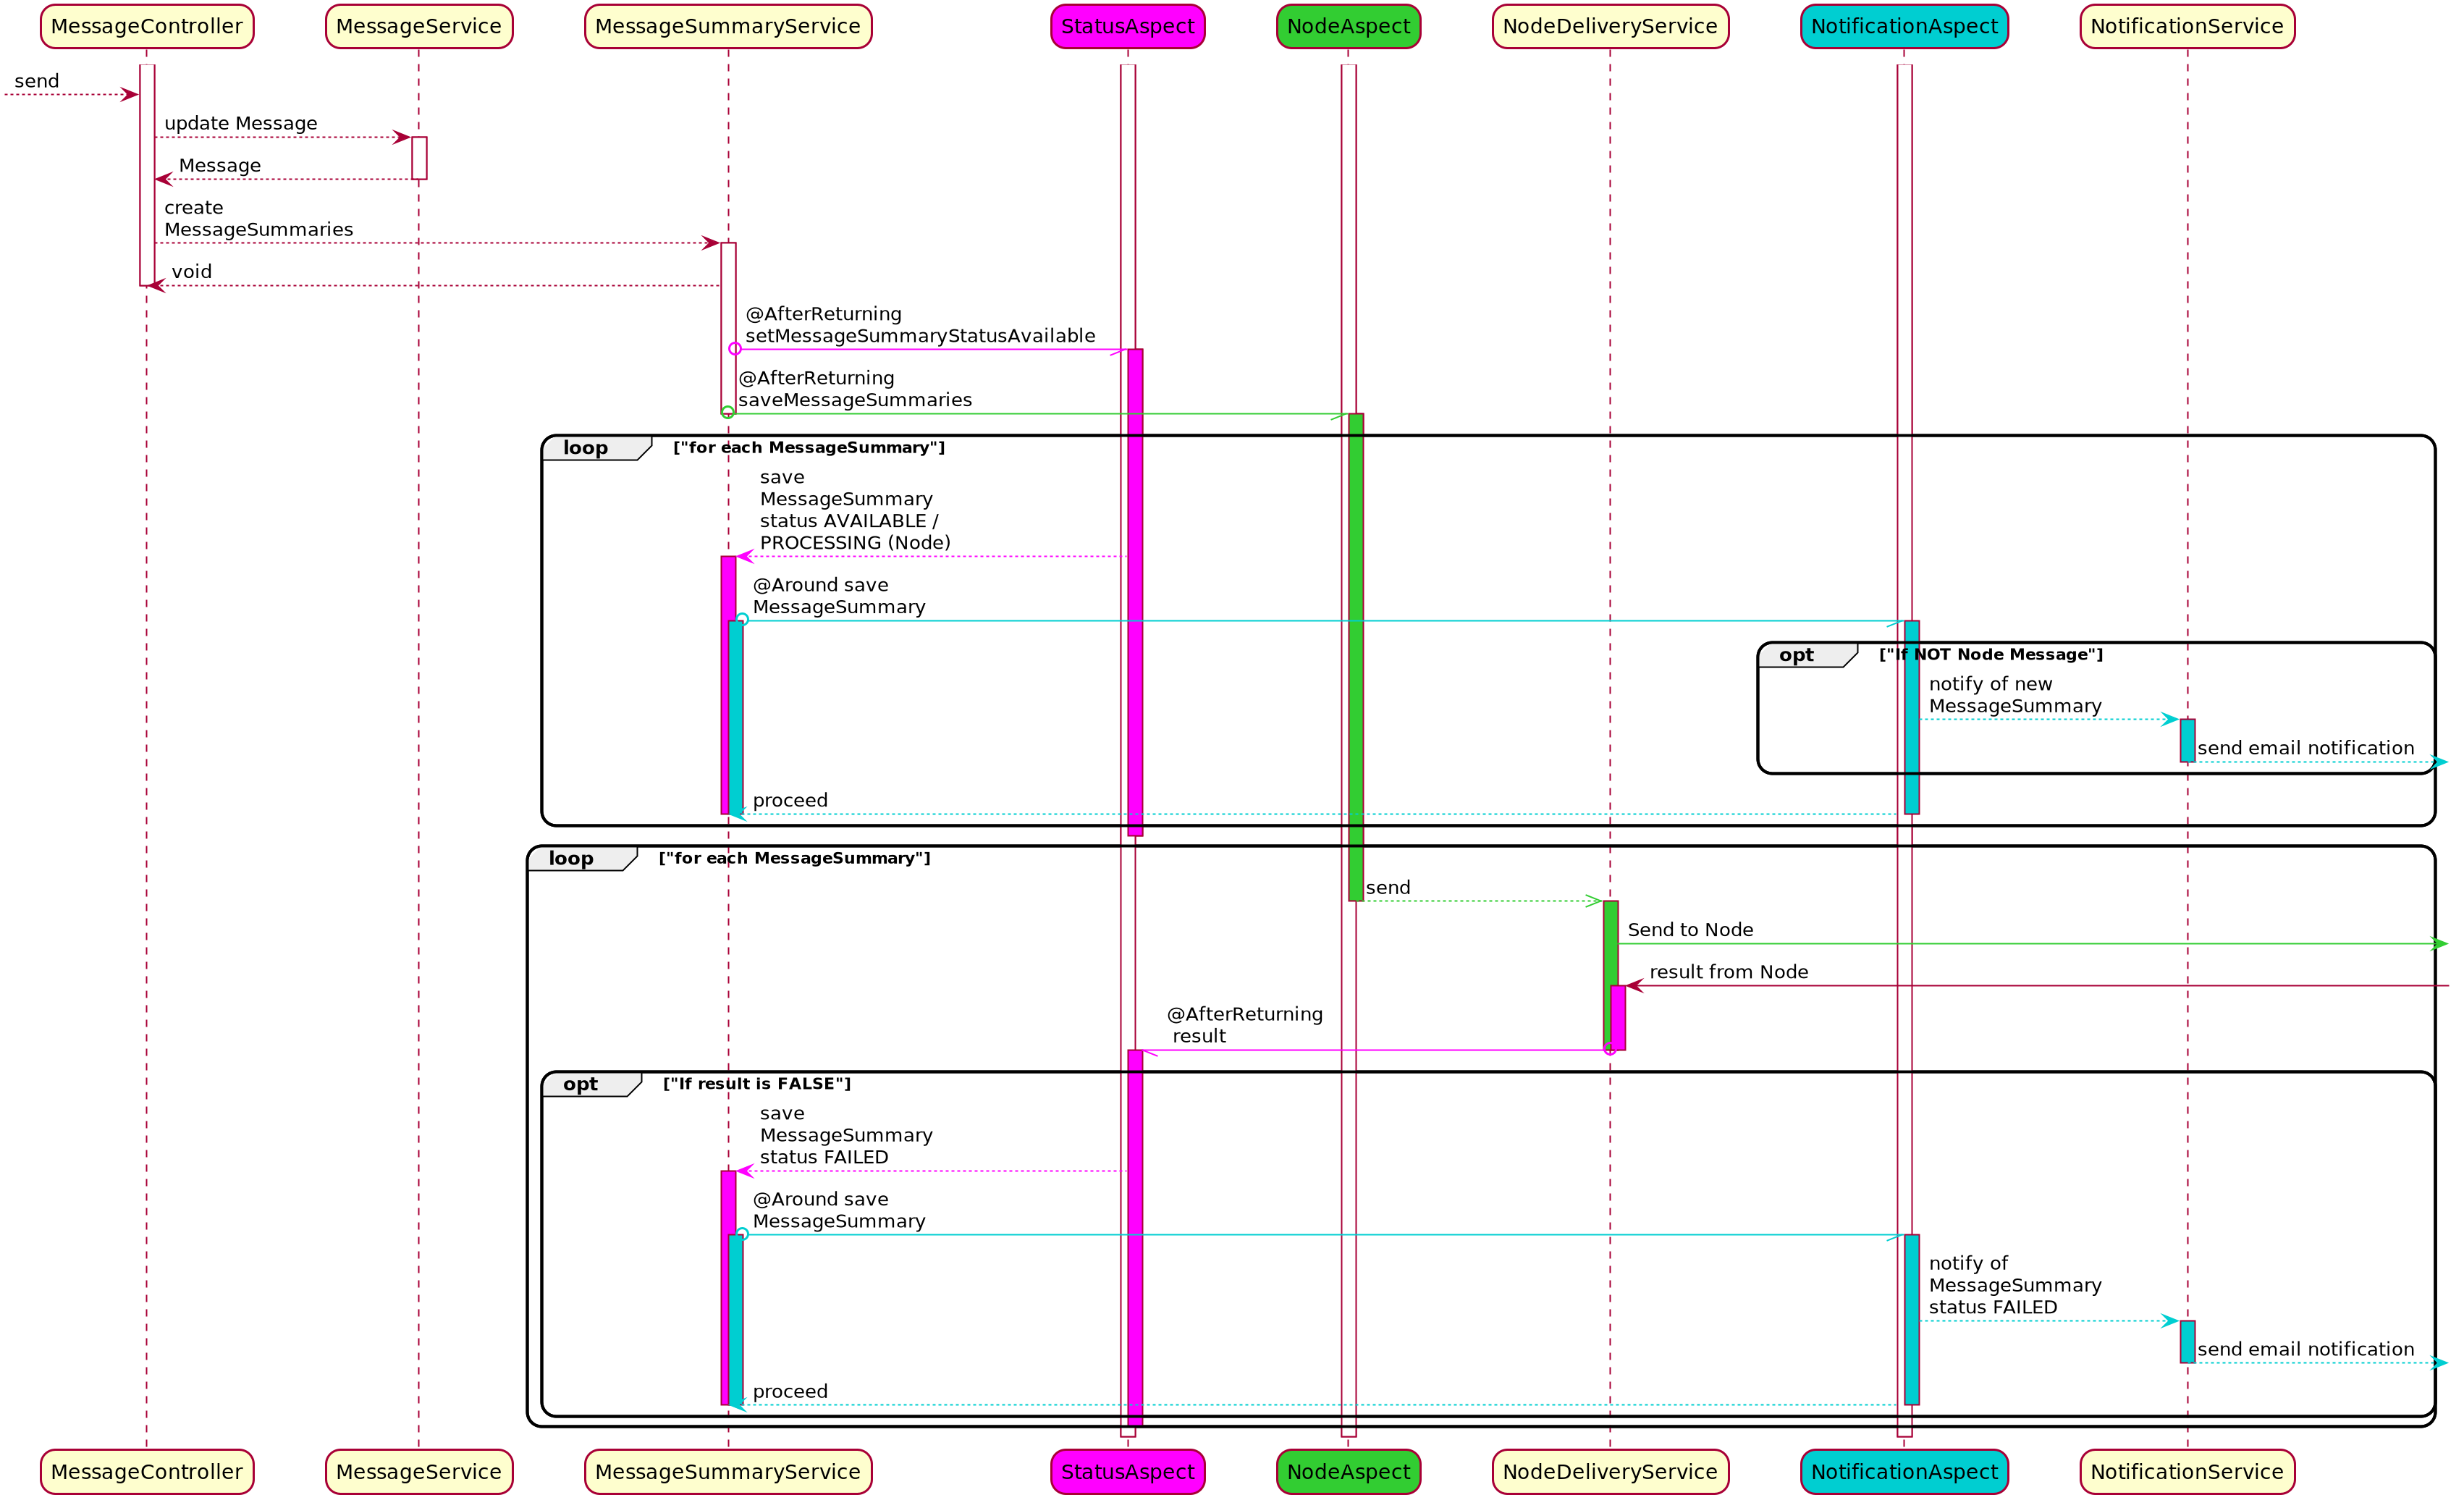 MessageController
MessageService
MessageSummaryService
StatusAspect
NodeAspect
NodeDeliveryService
NotificationAspect
NotificationService
send
update Message
Message
create
MessageSummaries
void
@AfterReturning
setMessageSummaryStatusAvailable
@AfterReturning
saveMessageSummaries
loop
["for each MessageSummary"]
save
MessageSummary
status AVAILABLE /
PROCESSING (Node)
@Around save
MessageSummary
opt
["If NOT Node Message"]
notify of new
MessageSummary
send email notification
proceed
loop
["for each MessageSummary"]
send
Send to Node
result from Node
@AfterReturning
result
opt
["If result is FALSE"]
save
MessageSummary
status FAILED
@Around save
MessageSummary
notify of
MessageSummary
status FAILED
send email notification
proceed
MessageController
MessageService
MessageSummaryService
StatusAspect
NodeAspect
NodeDeliveryService
NotificationAspect
NotificationService